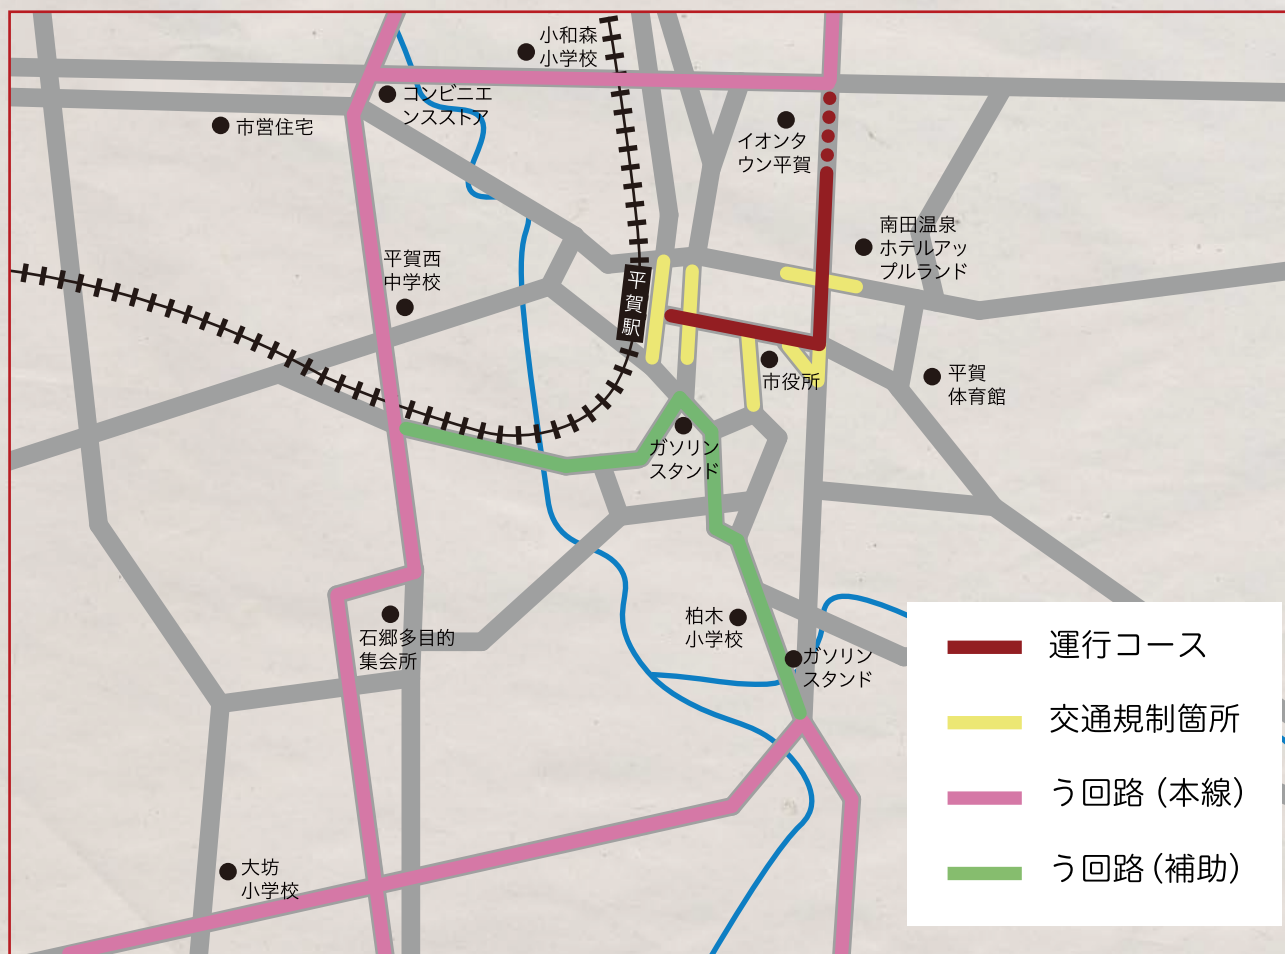 小和森
小学校
コンビニエ
ンスストア
市営住宅
イオンタ
ウン平賀
南田温泉
ホテルアッ
プルランド
平賀西
中学校
平賀駅
市役所
平賀
体育館
ガソリン
スタンド
石郷多目的
集会所
柏木
小学校
ガソリン
スタンド
大坊
小学校
運行コース
交通規制箇所
う回路（本線）
う回路（補助）